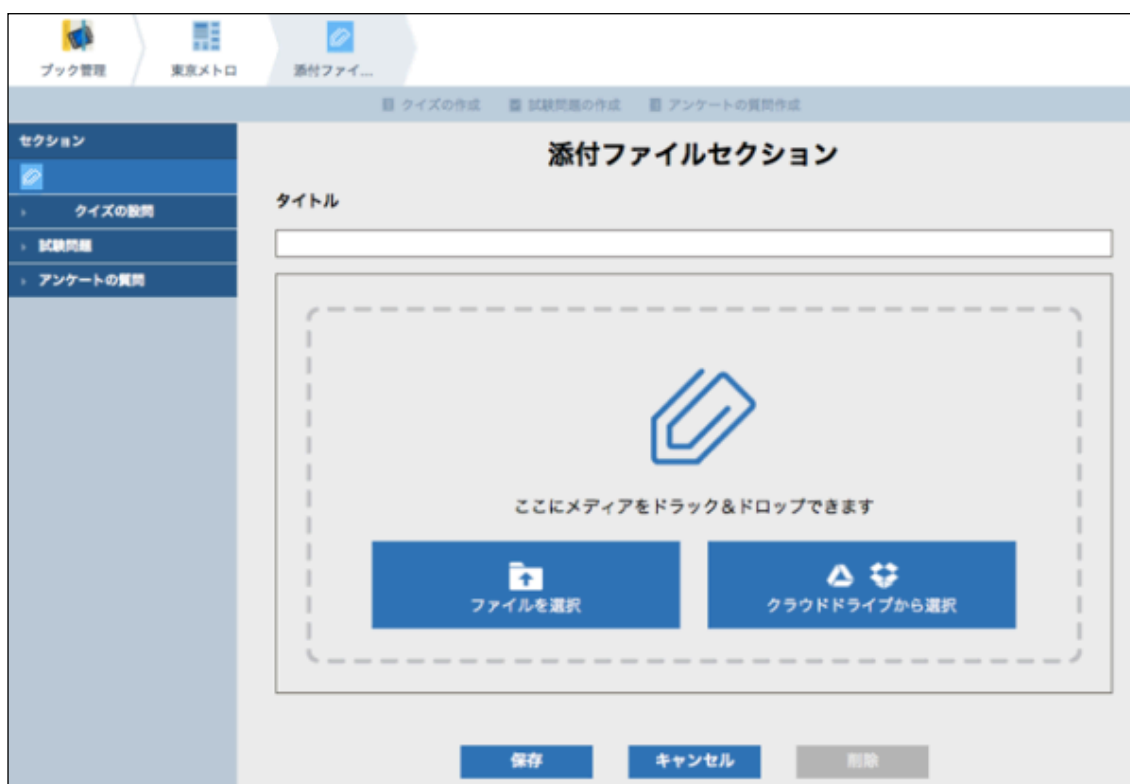 ブック管理 東京メトロ 添付ファイ...
クイズの作成 試験問題の作成 アンケートの質問作成
セクション
クイズの設問
試験問題
アンケートの質問
添付ファイルセクション
タイトル
ここにメディアをドラック&ドロップできます
ファイルを選択 クラウドドライブから選択
保存 キャンセル 削除